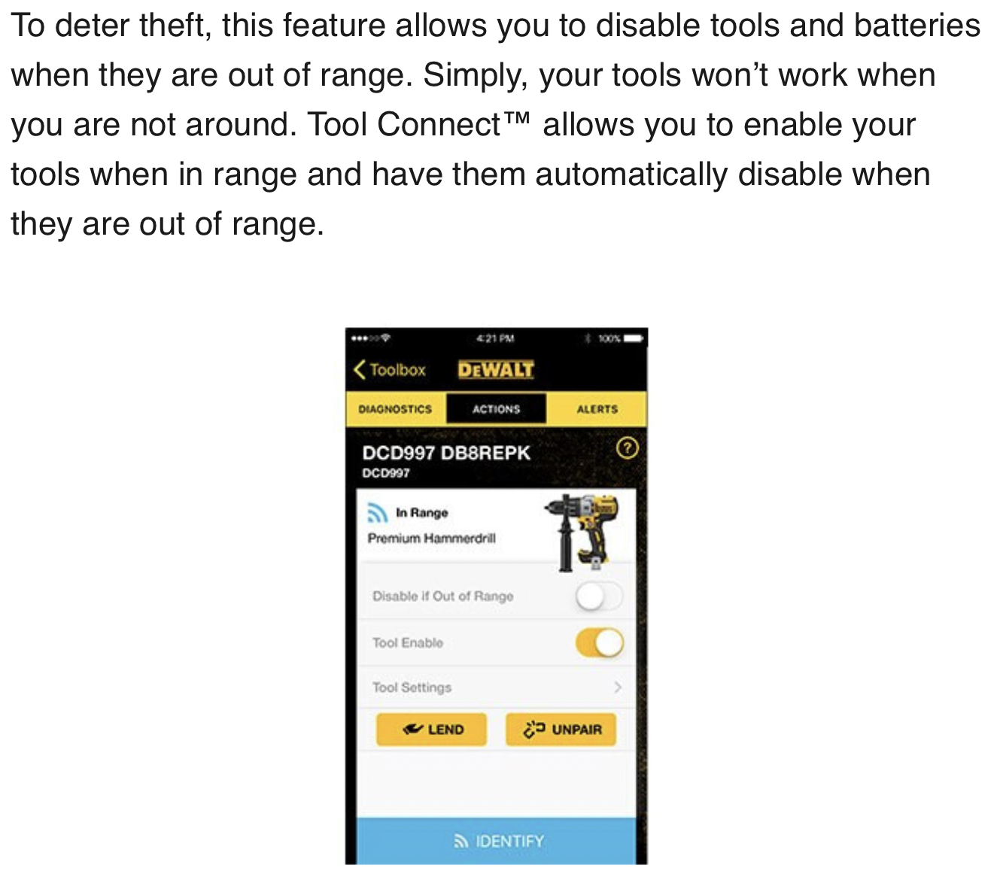 To deter theft, this feature allows you to disable tools and batteries
when they are out of range. Simply, your tools won’t work when
you are not around. Tool Connect™ allows you to enable your
tools when in range and have them automatically disable when
they are out of range.
4:21 PM
100%
Toolbox
DEWALT
DIAGNOSTICS
ACTIONS
ALERTS
DCD997 DB8REPK
?
DCD997
In Range
Premium Hammerdrill
Disable if Out of Range
Tool Enable
Tool Settings
LEND
UNPAIR
IDENTIFY